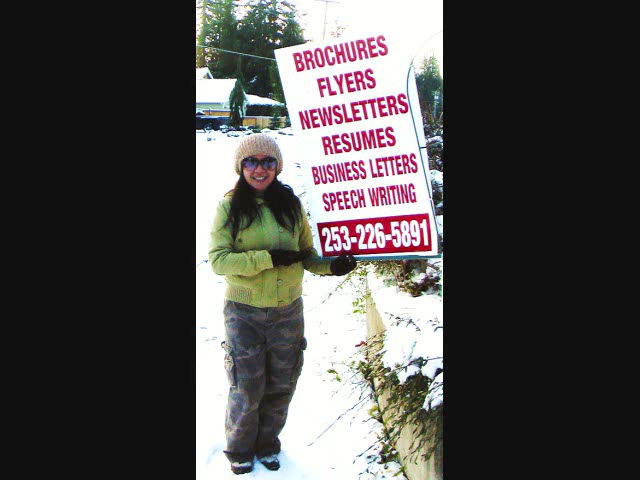 BROCHURES
FLYERS
NEWSLETTERS
RESUMES
BUSINESS LETTERS
SPEECH WRITING
253-226-5891